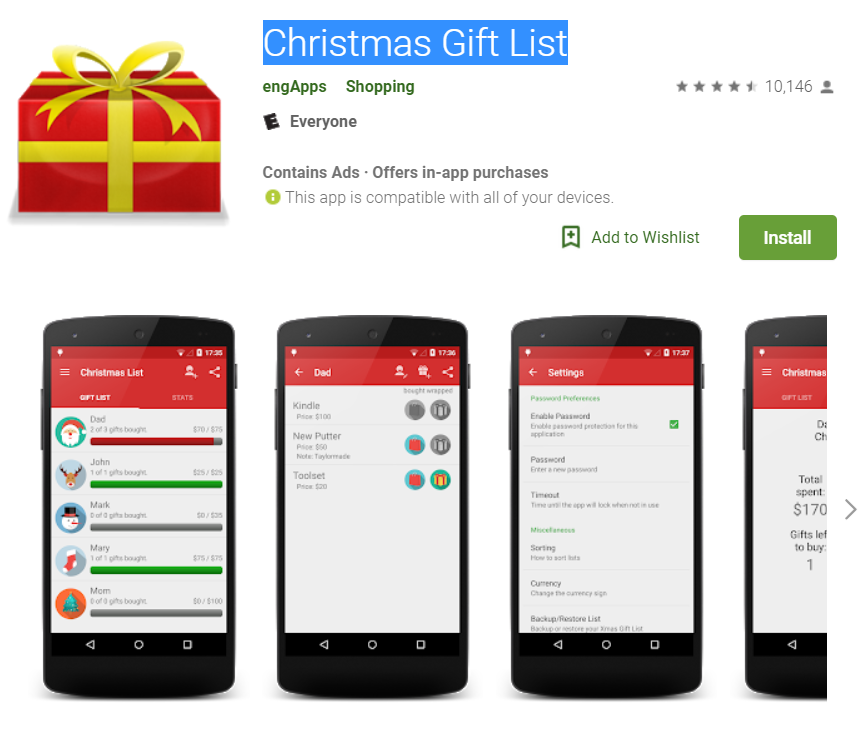 Christmas Gift List
engApps Shopping 10,146
E Everyone
Contains Ads · Offers in-app purchases
This app is compatible with all of your devices.
Add to Wishlist Install
17:35
Christmas List
GIFT LIST STATS
Dad
2 of 3 gifts bought. $70 / $75
John
1 of 1 gifts bought. $25 / $25
Mark
0 of 0 gifts bought. $0 / $35
Mary
1 of 1 gifts bought. $75 / $75
Mom
0 of 0 gifts bought. $0 / $100
17:36
Dad
bought wrapped
Kindle
Price: $100
New Putter
Price: $50
Note: Taylormade
Toolset
Price: $20
17:37
Settings
Password Preferences
Enable Password
Enable password protection for this
application
Password
Enter a new password
Timeout
Time until the app will lock when not in use
Miscellaneous
Sorting
How to sort lists
Currency
Change the currency sign
Backup/Restore List
Backup or restore your Xmas Gift List
Christmas
GIFT LIST
Da
Ch
Total
spent:
$170
Gifts lef
to buy:
1